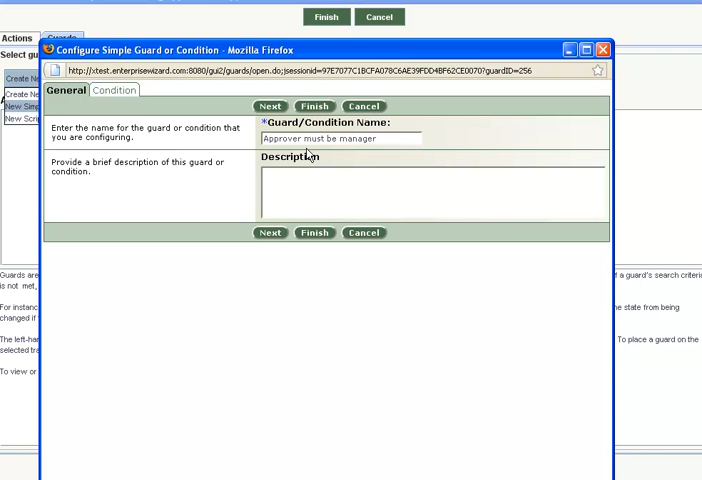 Finish Cancel
Actions Guards
Select gu
Configure Simple Guard or Condition - Mozilla Firefox
http://xtest.enterprisewizard.com:8080/gui2/guards/open.do;jsessionid=97E7077C1BCFA078C6AE39FDD4BF62CE0070?guardID=256
Create Ne
General Condition
Create Ne
New Simp
New Scrip
Next Finish Cancel
Enter the name for the guard or condition that
you are configuring.
*Guard/Condition Name:
Approver must be manager
Provide a brief description of this guard or
condition.
Description
Next Finish Cancel
Guards are
f a guard's search criteria
is not met,
For instanc
he state from being
changed if
The left-ha
To place a guard on the
selected tra
To view or